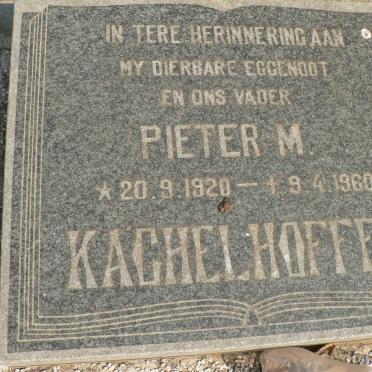 IN TERE HERINNERING AAN
MY DIERBARE EGGENOOT
EN ONS VADER
PIETER M.
* 20.9.1920 — † 9.4.1960
KACHELHOFFE